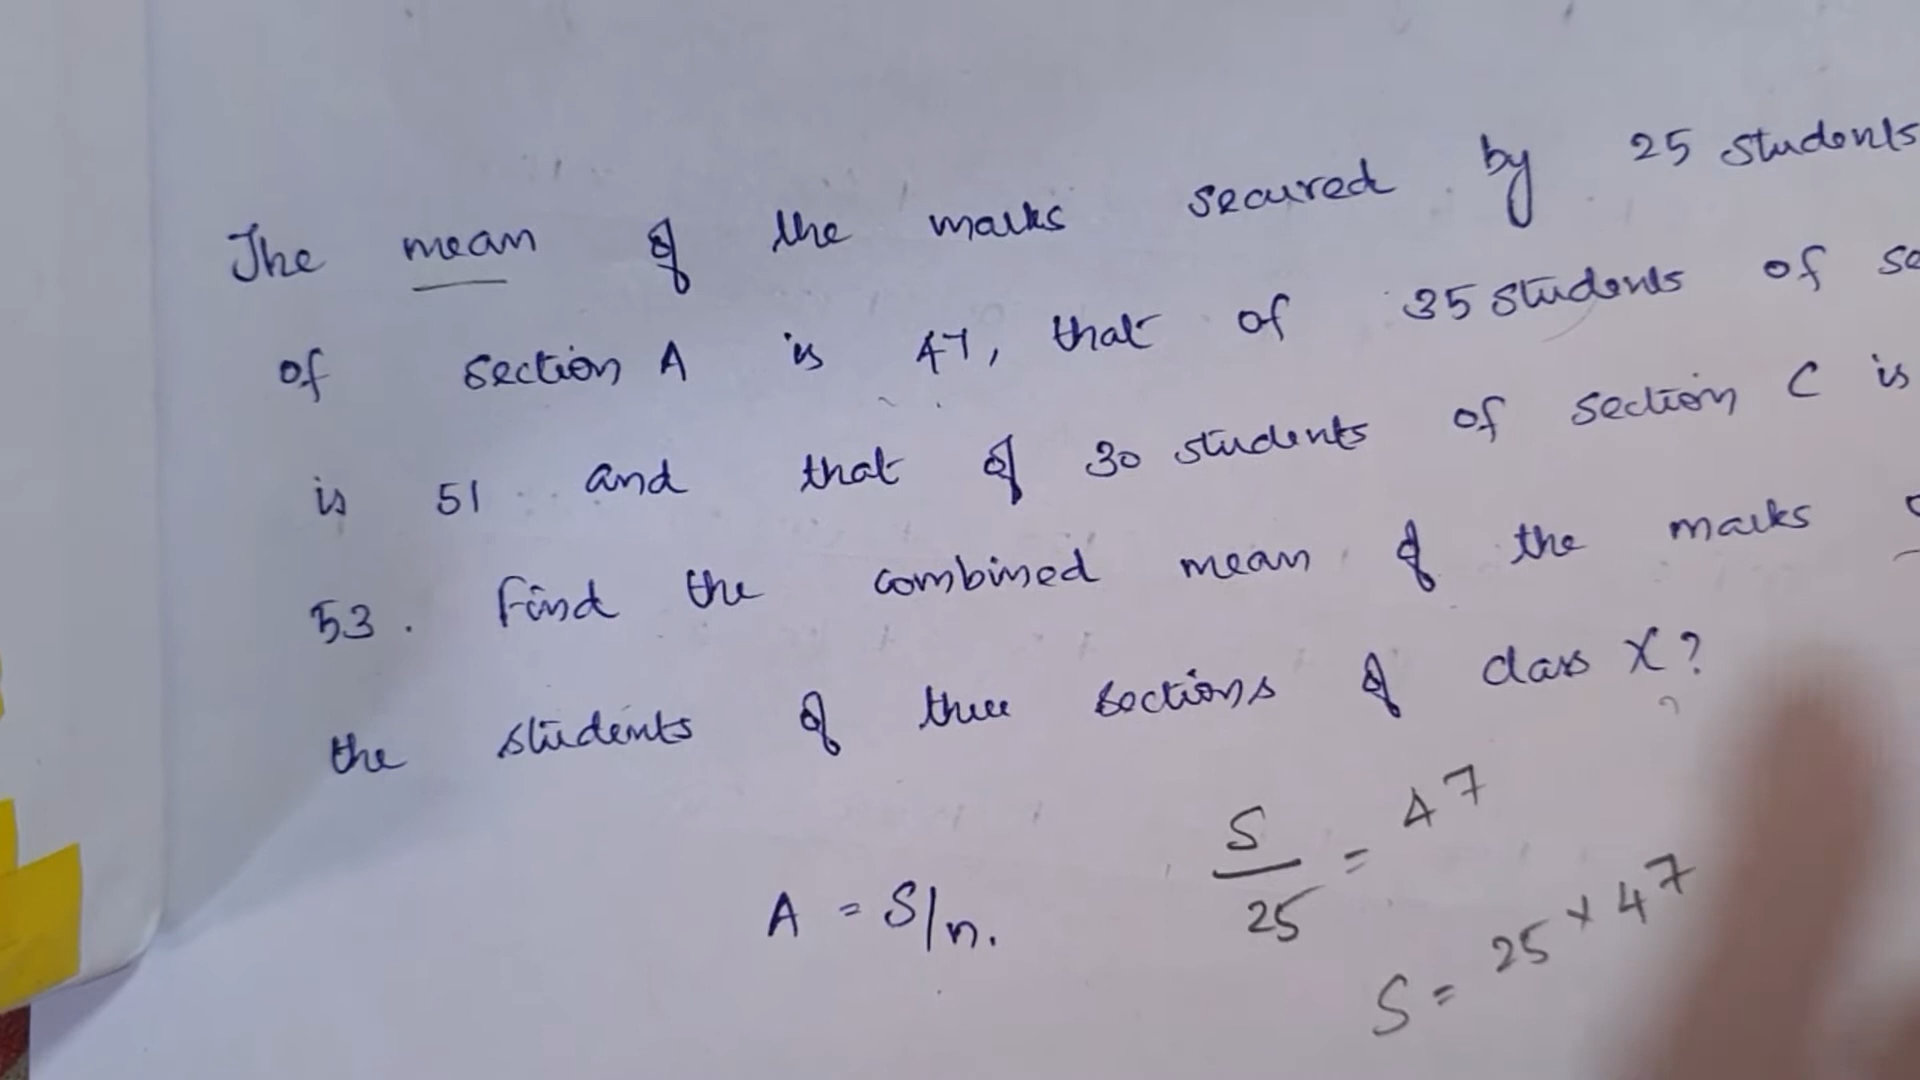 The mean of the marks secured by 25 students
of section A is 47, that of 35 students of
is 51 and that of 30 students of section C is
53. Find the combined mean of the marks
the students of three sections of class X?
S/25 = 47
A = S/n.
S = 25 × 47